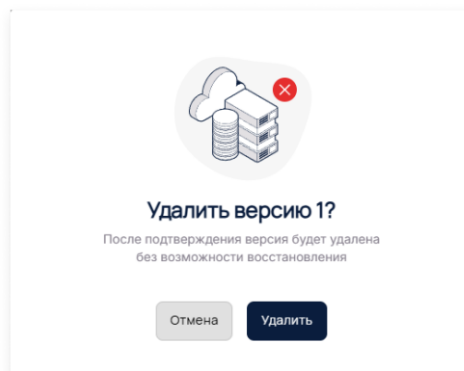 Удалить версию 1?
После подтверждения версия будет удалена
без возможности восстановления
Отмена
Удалить